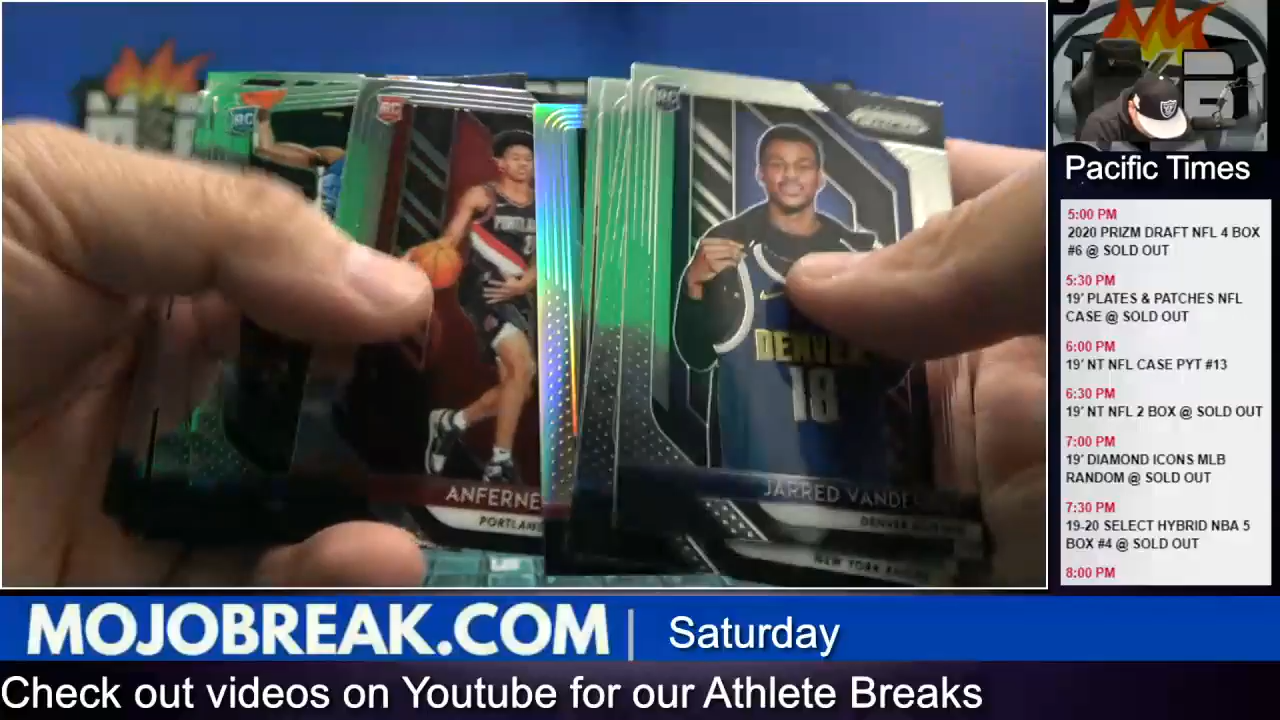 RC
RC
RC
PRIZM
PORTLAND
DENVER
18
ANFERNE
PORTLAN
JARRED VANDE
DENVER
NEW YORK
Pacific Times
5:00 PM
2020 PRIZM DRAFT NFL 4 BOX
#6 @ SOLD OUT
5:30 PM
19' PLATES & PATCHES NFL
CASE @ SOLD OUT
6:00 PM
19' NT NFL CASE PYT #13
6:30 PM
19' NT NFL 2 BOX @ SOLD OUT
7:00 PM
19' DIAMOND ICONS MLB
RANDOM @ SOLD OUT
7:30 PM
19-20 SELECT HYBRID NBA 5
BOX #4 @ SOLD OUT
8:00 PM
MOJOBREAK.COM | Saturday
Check out videos on Youtube for our Athlete Breaks